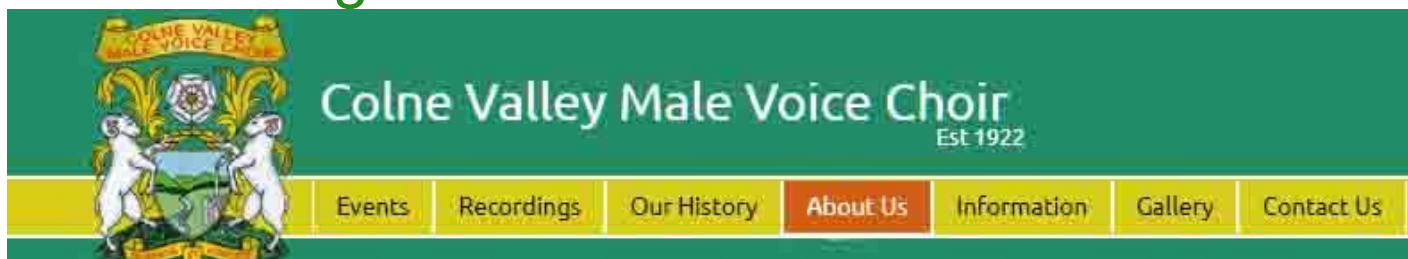 COLNE VALLEY
MALE VOICE CHOIR
Colne Valley Male Voice Choir
Est 1922
Events Recordings Our History About Us Information Gallery Contact Us